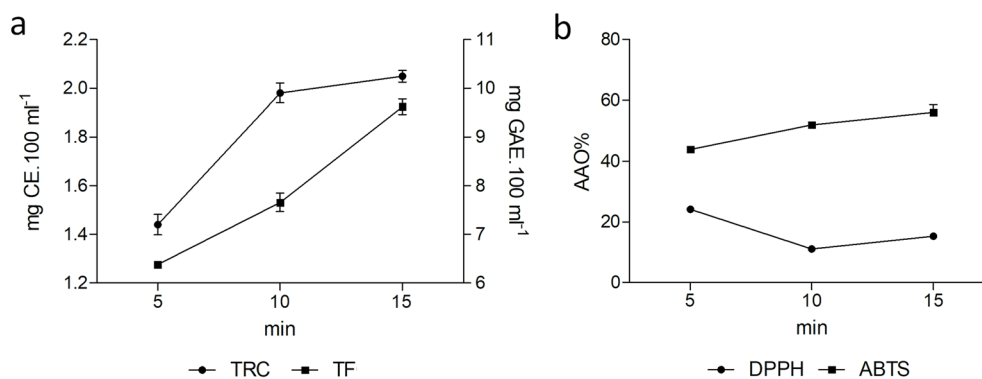 a
2.2
2.0
1.8
1.6
1.4
1.2
mg CE.100 ml-1
11
10
9
8
7
6
mg GAE.100 ml-1
5 10 15
min
TRC TF
b
80
60
40
20
0
AAO%
5 10 15
min
DPPH ABTS